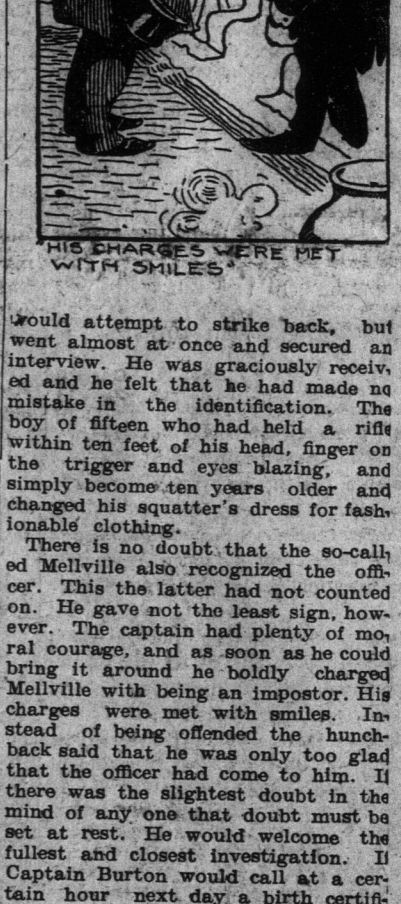 "HIS CHARGES WERE MET
WITH SMILES"
would attempt to strike back, but
went almost at once and secured an
interview. He was graciously receiv-
ed and he felt that he had made no
mistake in the identification. The
boy of fifteen who had held a rifle
within ten feet of his head, finger on
the trigger and eyes blazing, and
simply become ten years older and
changed his squatter's dress for fash-
ionable clothing.
There is no doubt that the so-call-
ed Mellville also recognized the offi-
cer. This the latter had not counted
on. He gave not the least sign, how-
ever. The captain had plenty of mo-
ral courage, and as soon as he could
bring it around he boldly charged
Mellville with being an impostor. His
charges were met with smiles. In-
stead of being offended the hunch-
back said that he was only too glad
that the officer had come to him. If
there was the slightest doubt in the
mind of any one that doubt must be
set at rest. He would welcome the
fullest and closest investigation. If
Captain Burton would call at a cer-
tain hour next day a birth certifi-